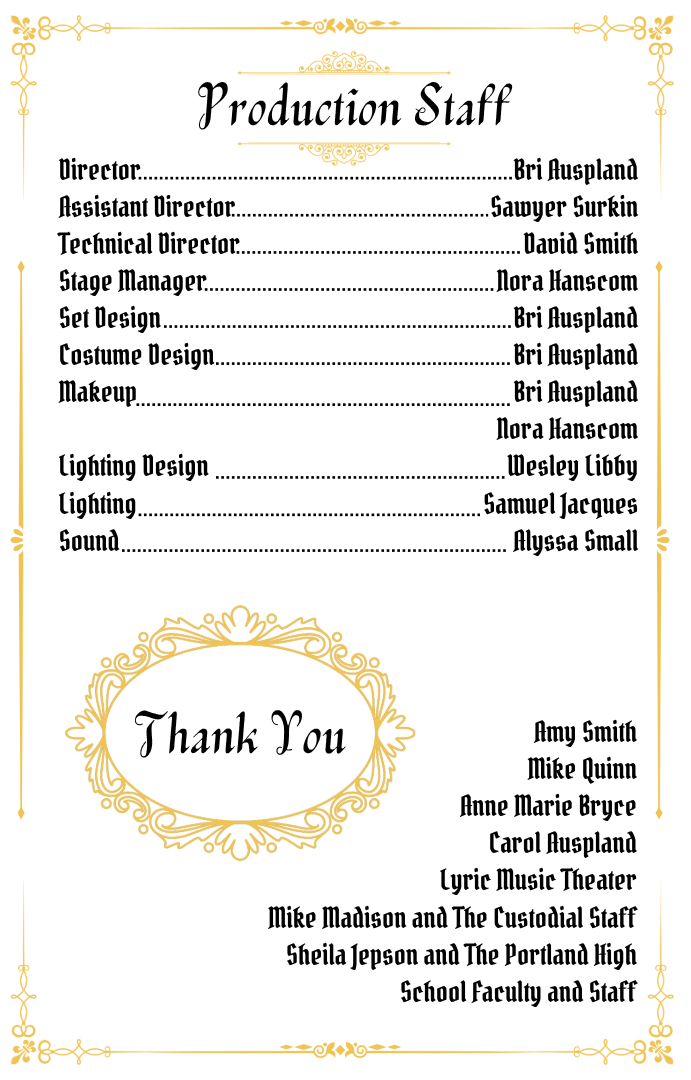 Production Staff
Director..........Bri Auspland
Assistant Director..........Sawyer Surkin
Technical Director..........David Smith
Stage Manager..........Nora Hanscom
Set Design..........Bri Auspland
Costume Design..........Bri Auspland
Makeup..........Bri Auspland
Nora Hanscom
Lighting Design ..........Wesley Libby
Lighting..........Samuel Jacques
Sound.......... Alyssa Small
Thank You
Amy Smith
Mike Quinn
Anne Marie Bryce
Carol Auspland
Lyric Music Theater
Mike Madison and The Custodial Staff
Sheila Jepson and The Portland High
School Faculty and Staff